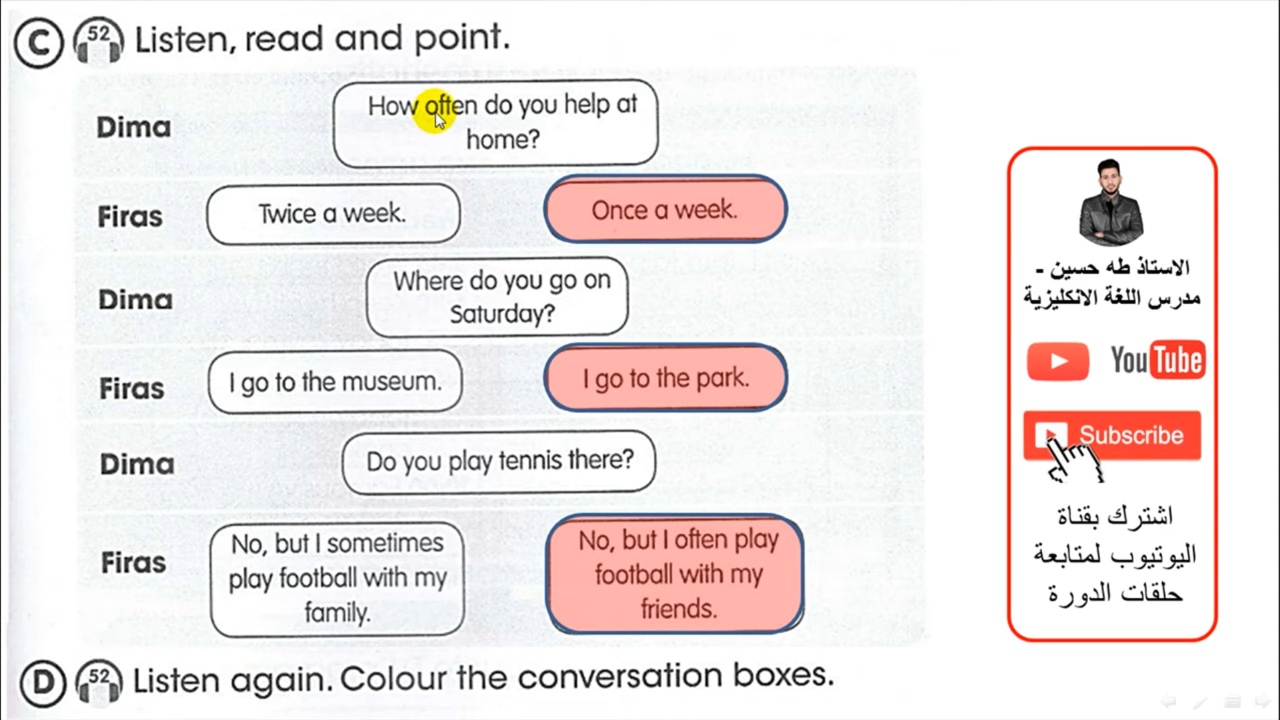 C 52 Listen, read and point.
Dima
How often do you help at
home?
Firas
Twice a week.
Once a week.
Dima
Where do you go on
Saturday?
Firas
I go to the museum.
I go to the park.
Dima
Do you play tennis there?
Firas
No, but I sometimes
play football with my
family.
No, but I often play
football with my
friends.
D 52 Listen again. Colour the conversation boxes.
الاستاذ طه حسين -
مدرس اللغة الانكليزية
YouTube
Subscribe
اشترك بقناة
اليوتيوب لمتابعة
حلقات الدورة